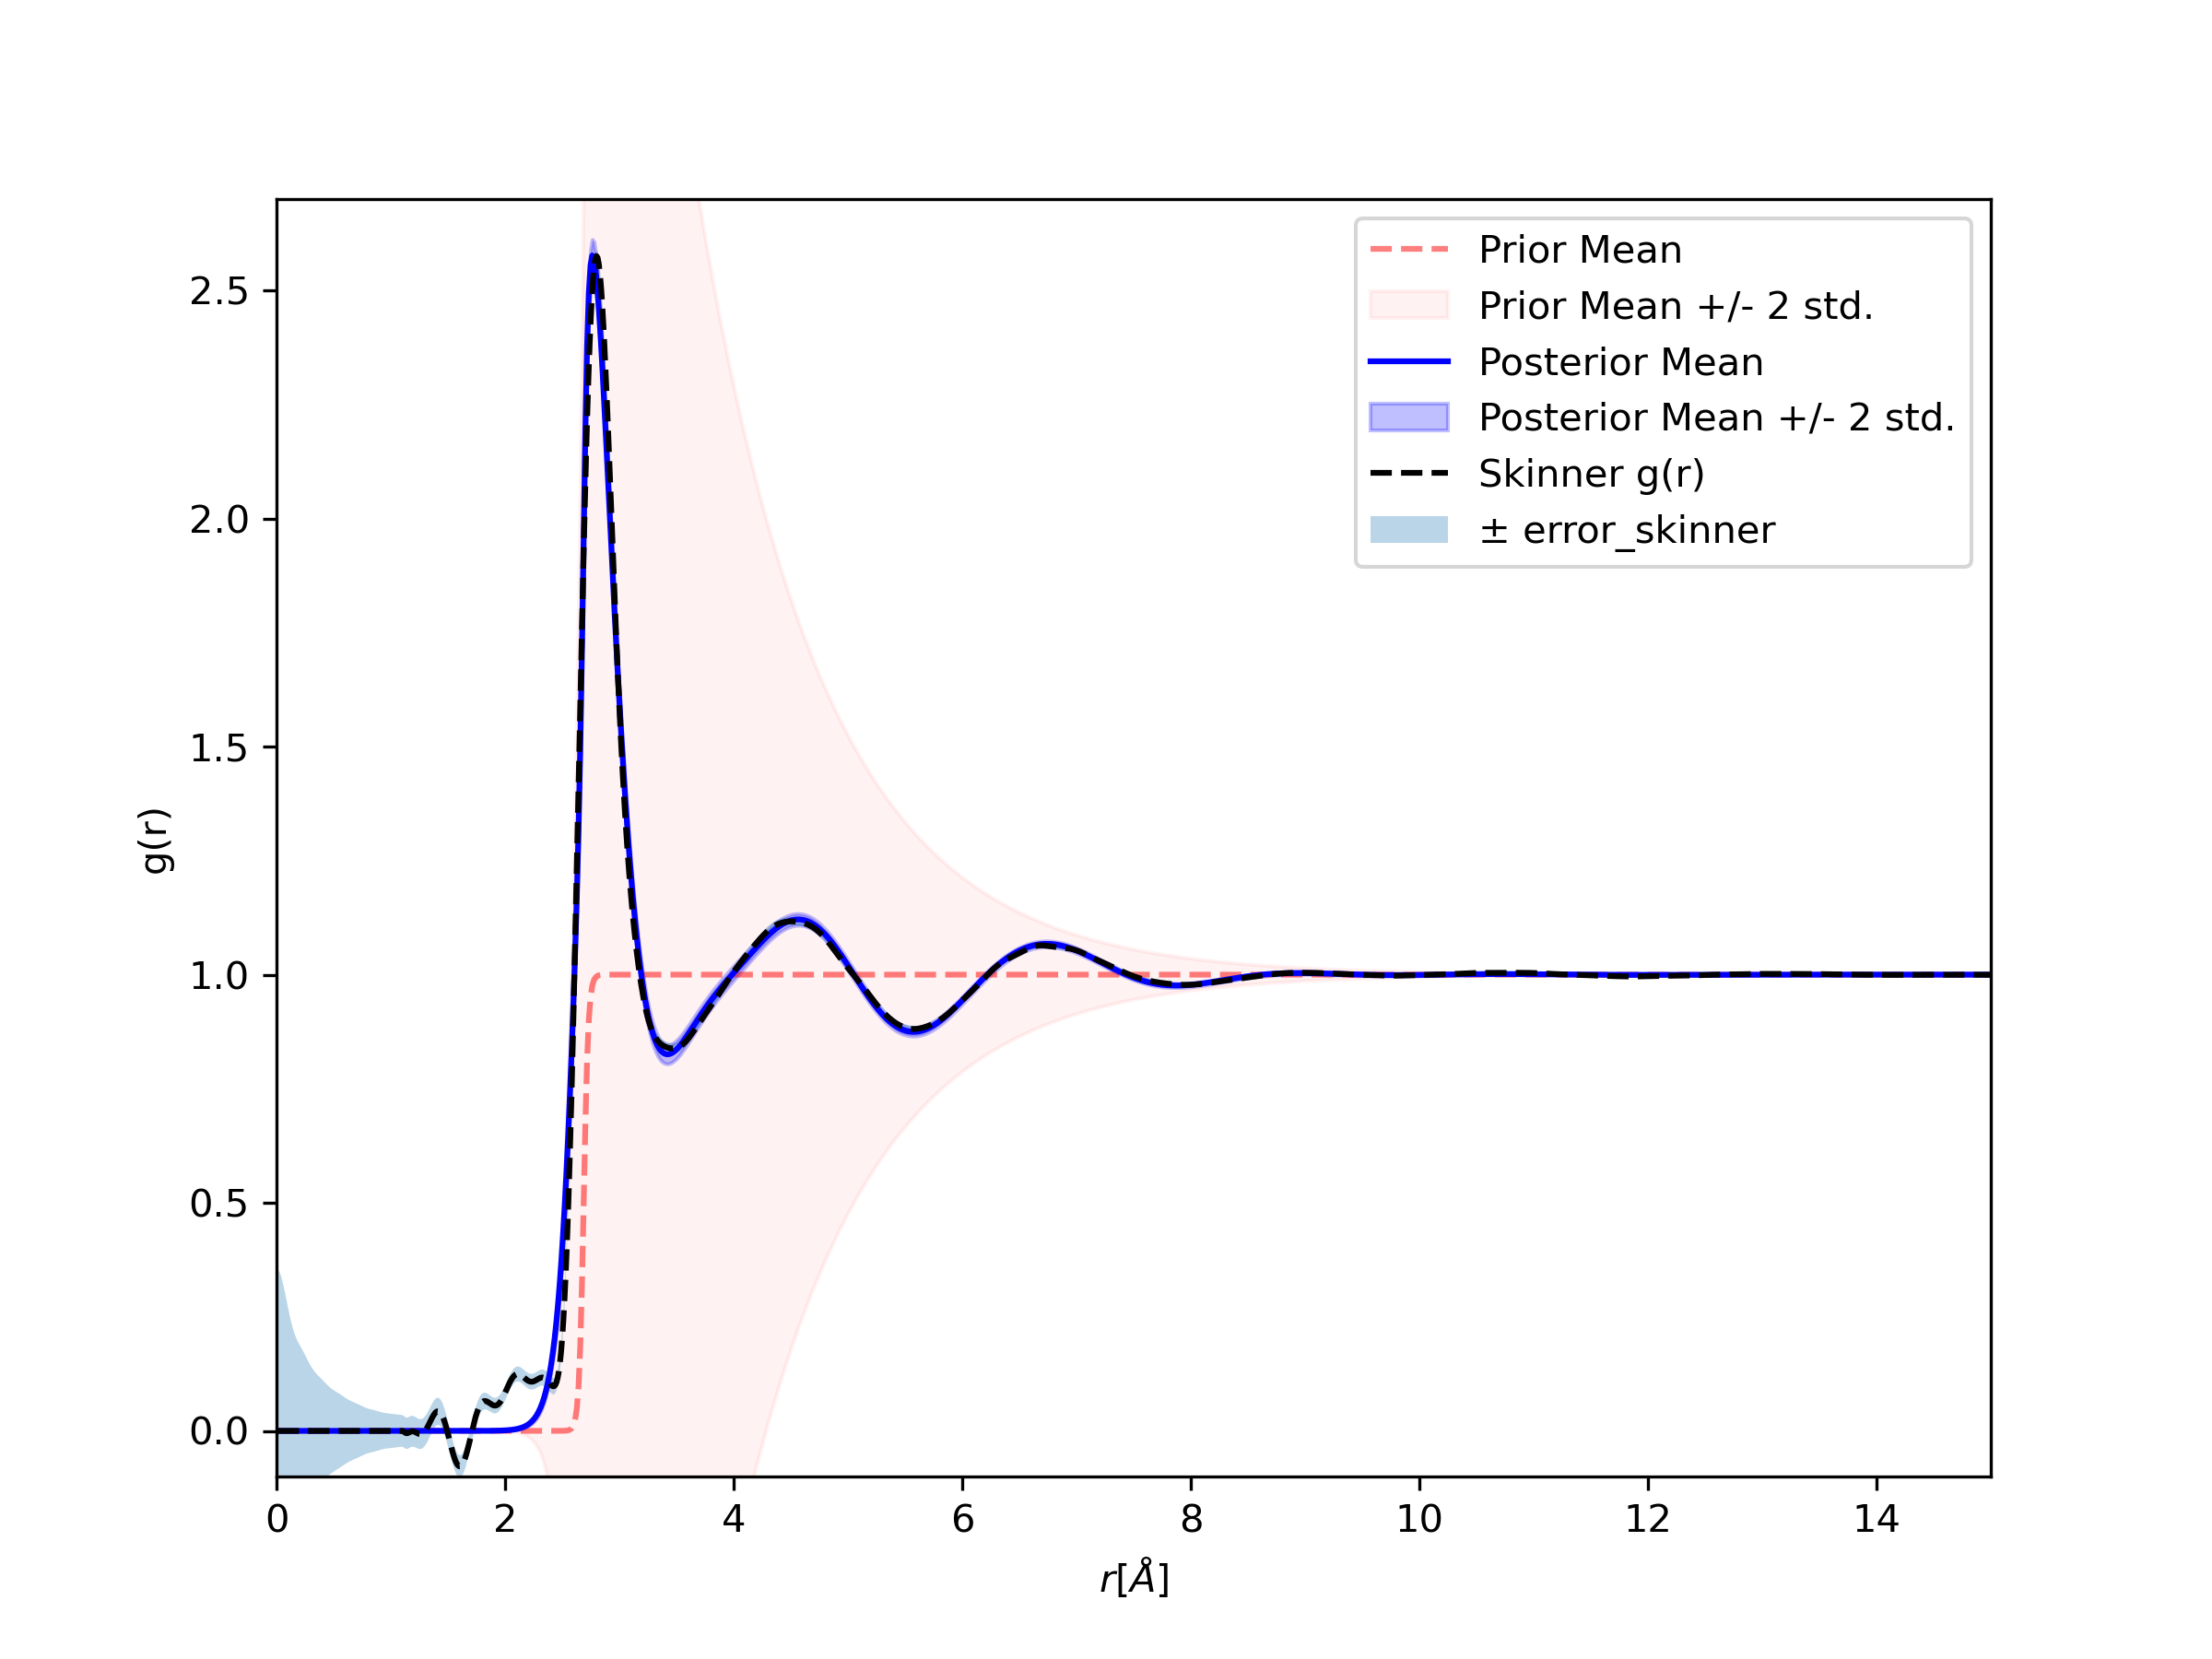 Prior Mean
Prior Mean +/- 2 std.
Posterior Mean
Posterior Mean +/- 2 std.
Skinner g(r)
± error_skinner
2.5
2.0
1.5
1.0
0.5
0.0
g(r)
0 2 4 6 8 10 12 14
r[Å]